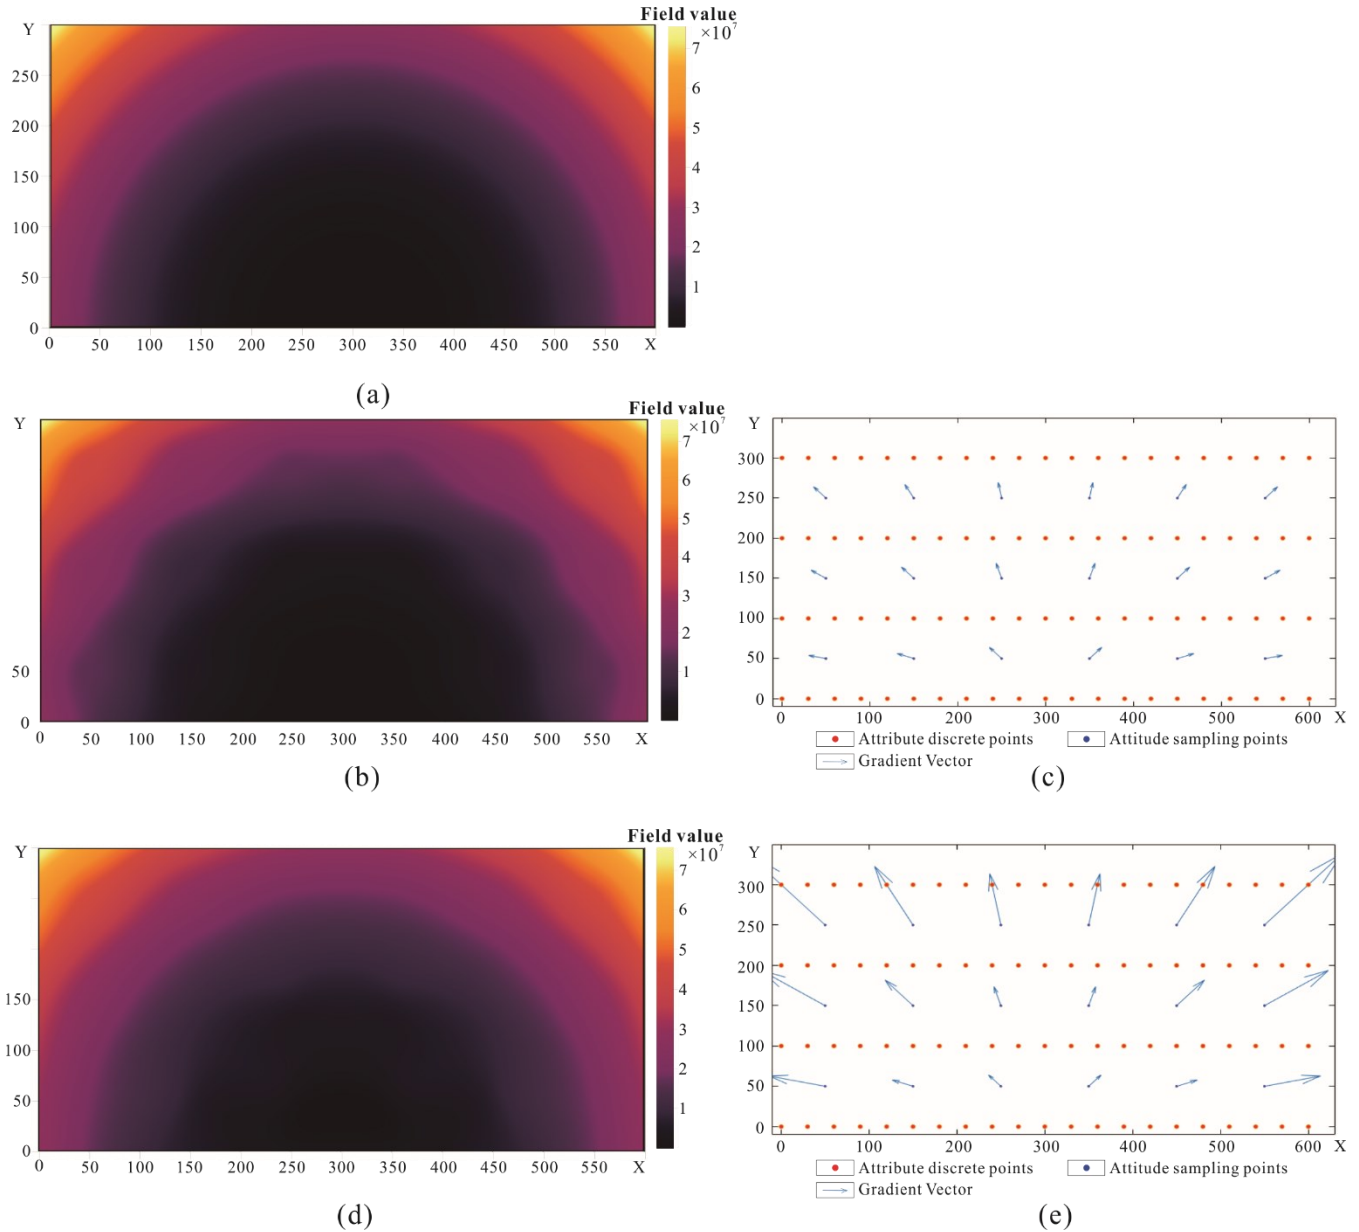 Field value
Y
×10⁷
7
250
6
200
5
150
4
3
100
2
50
1
0
0 50 100 150 200 250 300 350 400 450 500 550 X
(a)
Field value
Y
×10⁷
7
6
5
4
3
2
50
1
0
0 50 100 150 200 250 300 350 400 450 500 550 X
(b)
Y
300
250
200
150
100
50
0
0 100 200 300 400 500 600 X
Attribute discrete points
Attitude sampling points
Gradient Vector
(c)
Field value
Y
×10⁷
7
6
5
150
4
3
100
2
50
1
0
0 50 100 150 200 250 300 350 400 450 500 550 X
(d)
Y
300
250
200
150
100
50
0
0 100 200 300 400 500 600 X
Attribute discrete points
Attitude sampling points
Gradient Vector
(e)